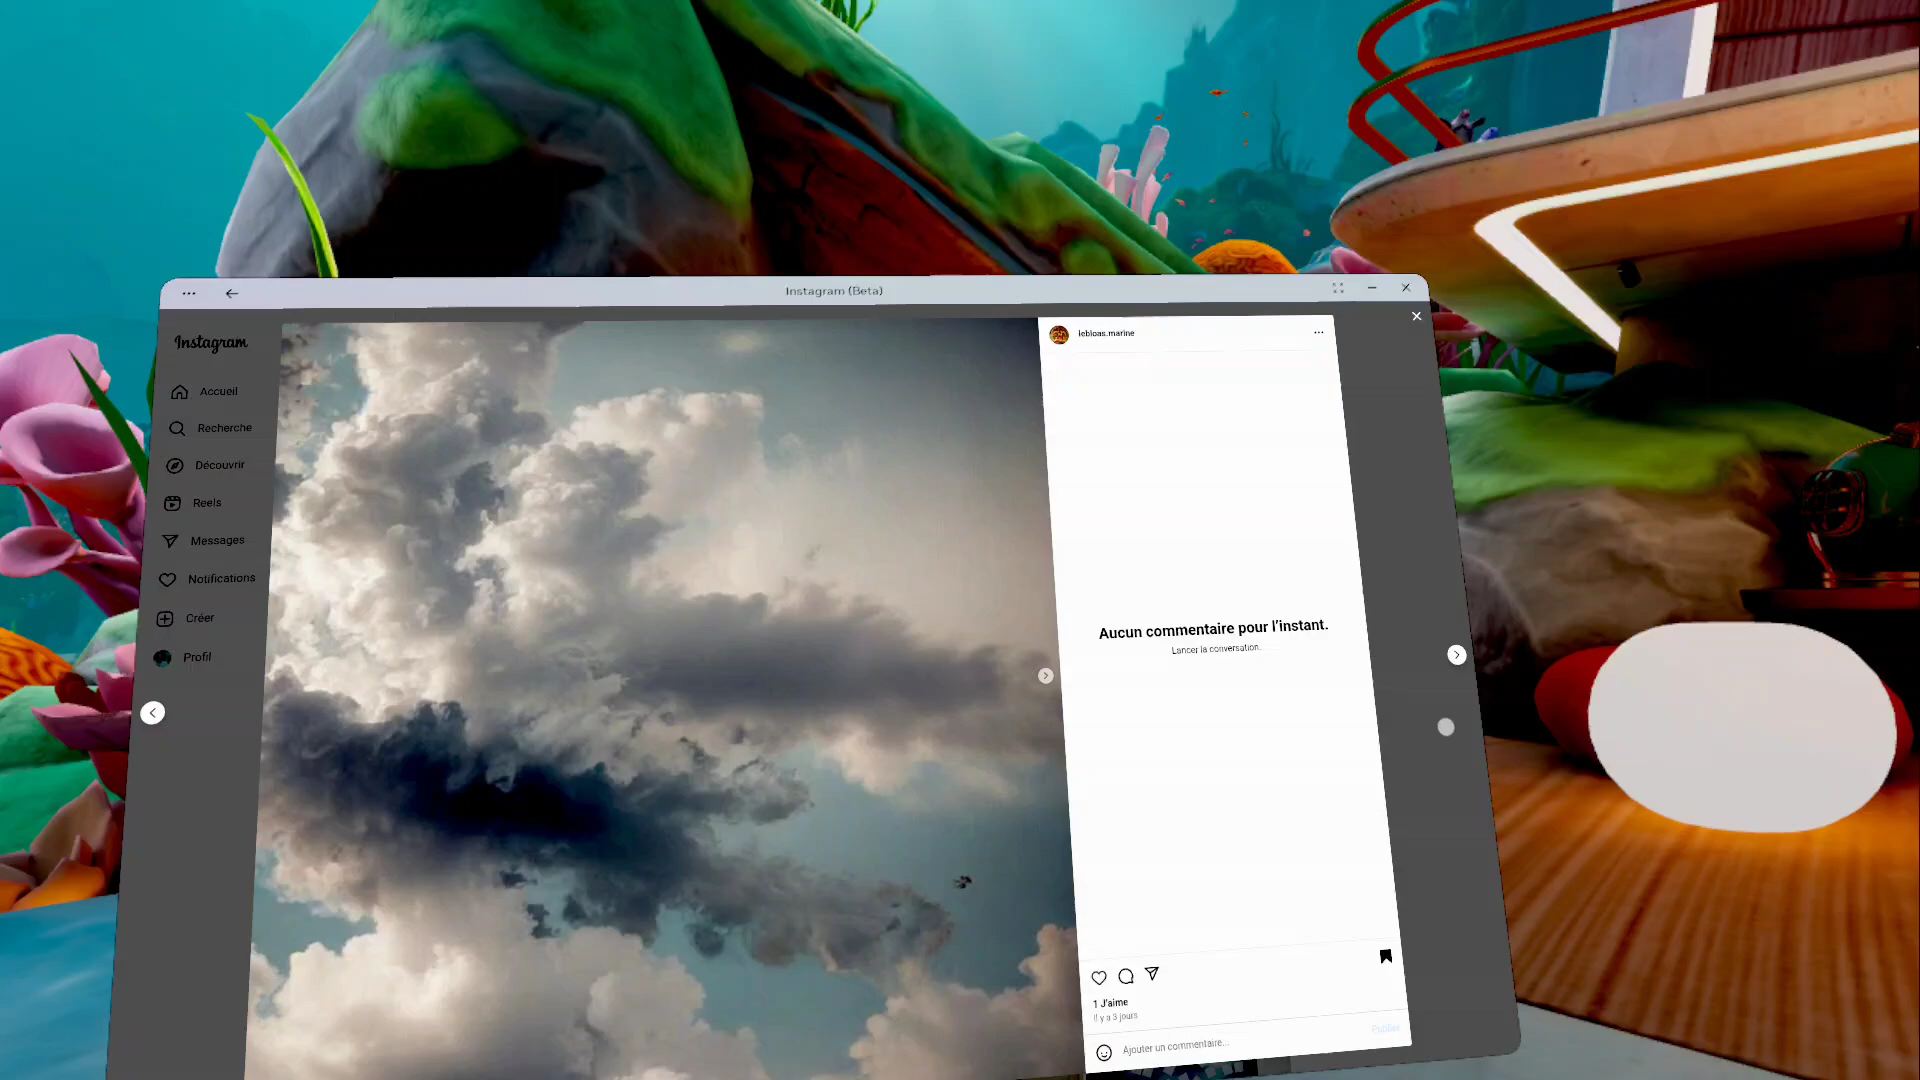 Instagram (Beta)
Instagram
Accueil
Recherche
Découvrir
Reels
Messages
Notifications
Créer
Profil
lebloas.marine
Aucun commentaire pour l’instant.
Lancer la conversation.
1 J’aime
Il y a 3 jours
Ajouter un commentaire...
Publier